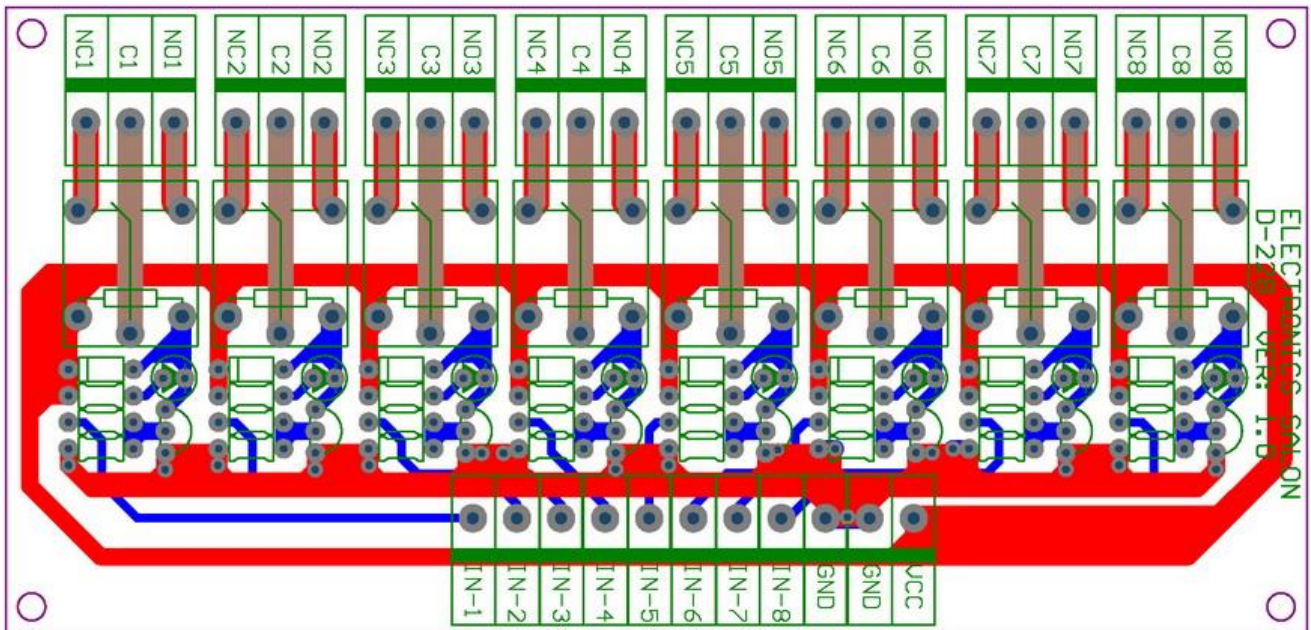 NC1 C1 NO1 NC2 C2 NO2 NC3 C3 NO3 NC4 C4 NO4 NC5 C5 NO5 NC6 C6 NO6 NC7 C7 NO7 NC8 C8 NO8
ELECTRONICS SALON
D-228 VER: 1.0
IN-1 IN-2 IN-3 IN-4 IN-5 IN-6 IN-7 IN-8 GND GND VCC